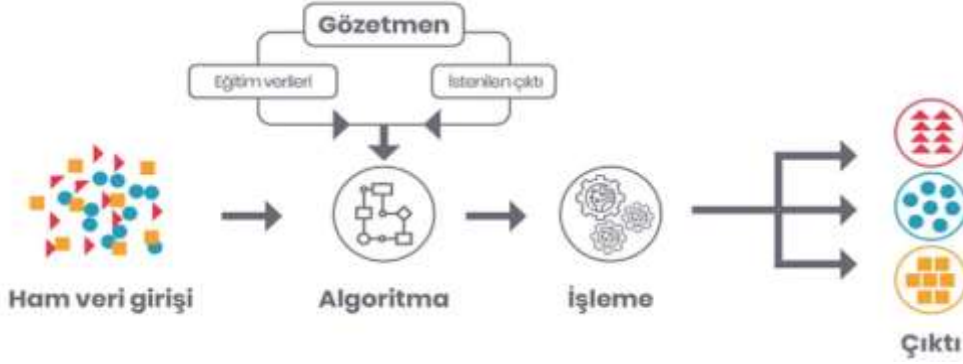 Gözetmen
Eğitim verileri
İstenilen çıktı
Ham veri girişi
Algoritma
İşleme
Çıktı